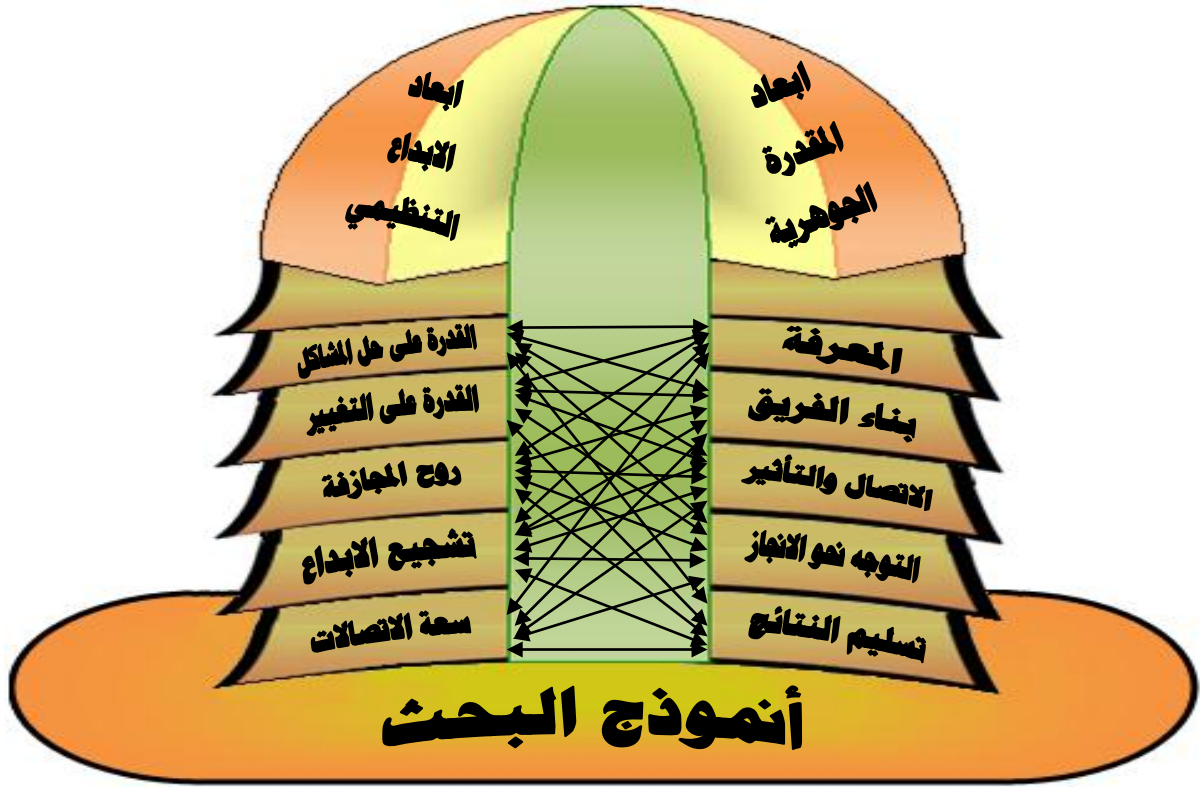 ابعاد
المقدرة
الجوهرية
ابعاد
الابداع
التنظيمي
المعرفة
بناء الفريق
الاتصال والتأثير
التوجه نحو الانجاز
تسليم النتائج
القدرة على حل المشاكل
القدرة على التغيير
روح المجازفة
تشجيع الابداع
سعة الاتصالات
أنموذج البحث